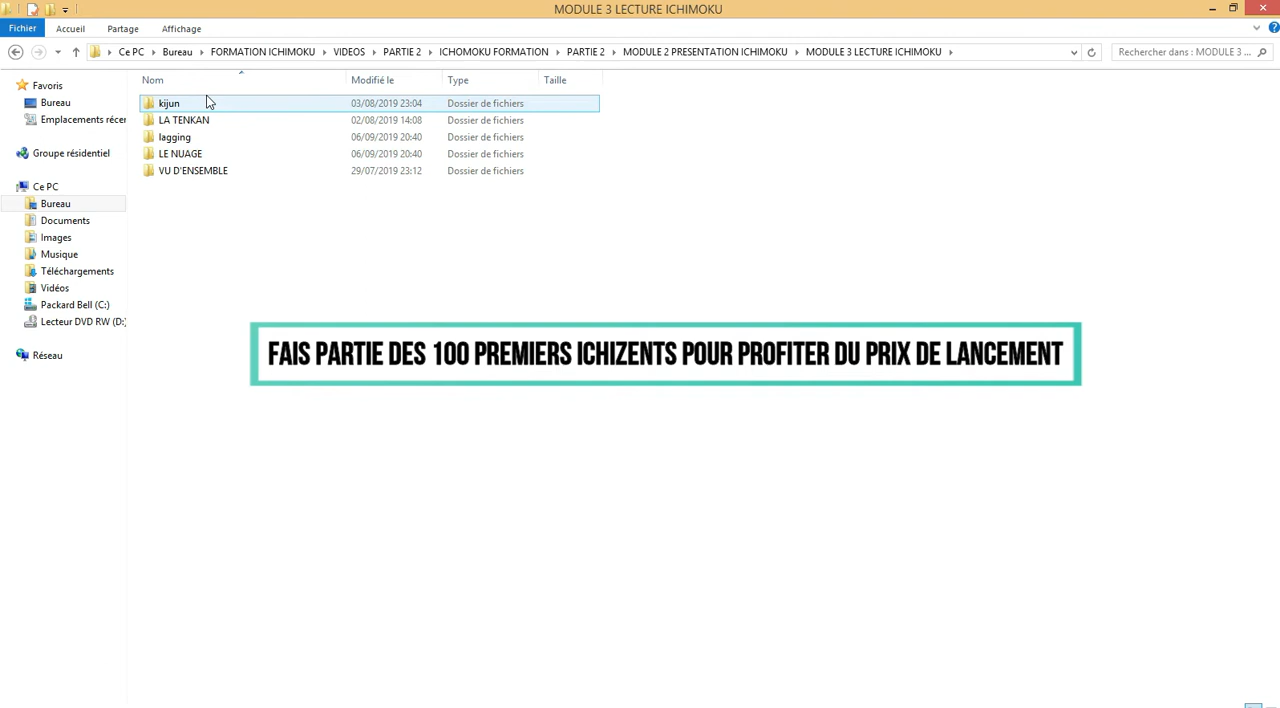 MODULE 3 LECTURE ICHIMOKU
Fichier Accueil Partage Affichage
Ce PC Bureau FORMATION ICHIMOKU VIDEOS PARTIE 2 ICHOMOKU FORMATION PARTIE 2 MODULE 2 PRESENTATION ICHIMOKU MODULE 3 LECTURE ICHIMOKU
Rechercher dans : MODULE 3 ...
Nom Modifié le Type Taille
kijun 03/08/2019 23:04 Dossier de fichiers
LA TENKAN 02/08/2019 14:08 Dossier de fichiers
lagging 06/09/2019 20:40 Dossier de fichiers
LE NUAGE 06/09/2019 20:40 Dossier de fichiers
VU D'ENSEMBLE 29/07/2019 23:12 Dossier de fichiers
Favoris
Bureau
Emplacements récer
Groupe résidentiel
Ce PC
Bureau
Documents
Images
Musique
Téléchargements
Vidéos
Packard Bell (C:)
Lecteur DVD RW (D:)
Réseau
FAIS PARTIE DES 100 PREMIERS ICHIZENTS POUR PROFITER DU PRIX DE LANCEMENT